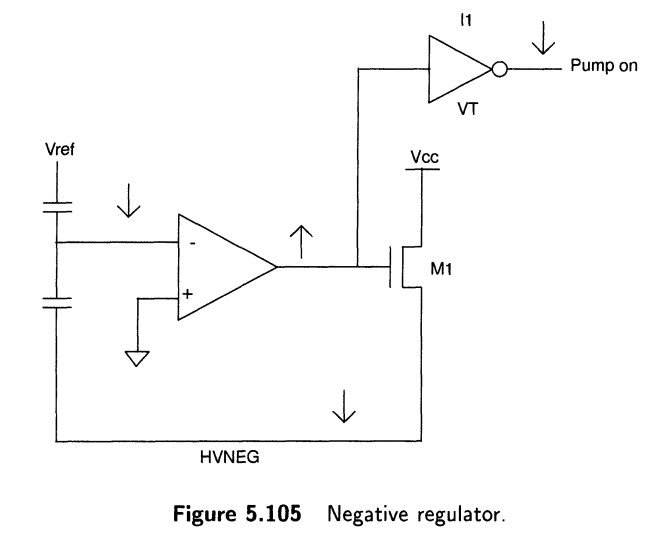 I1
Pump on
VT
Vref
Vcc
-
M1
+
HVNEG
Figure 5.105 Negative regulator.